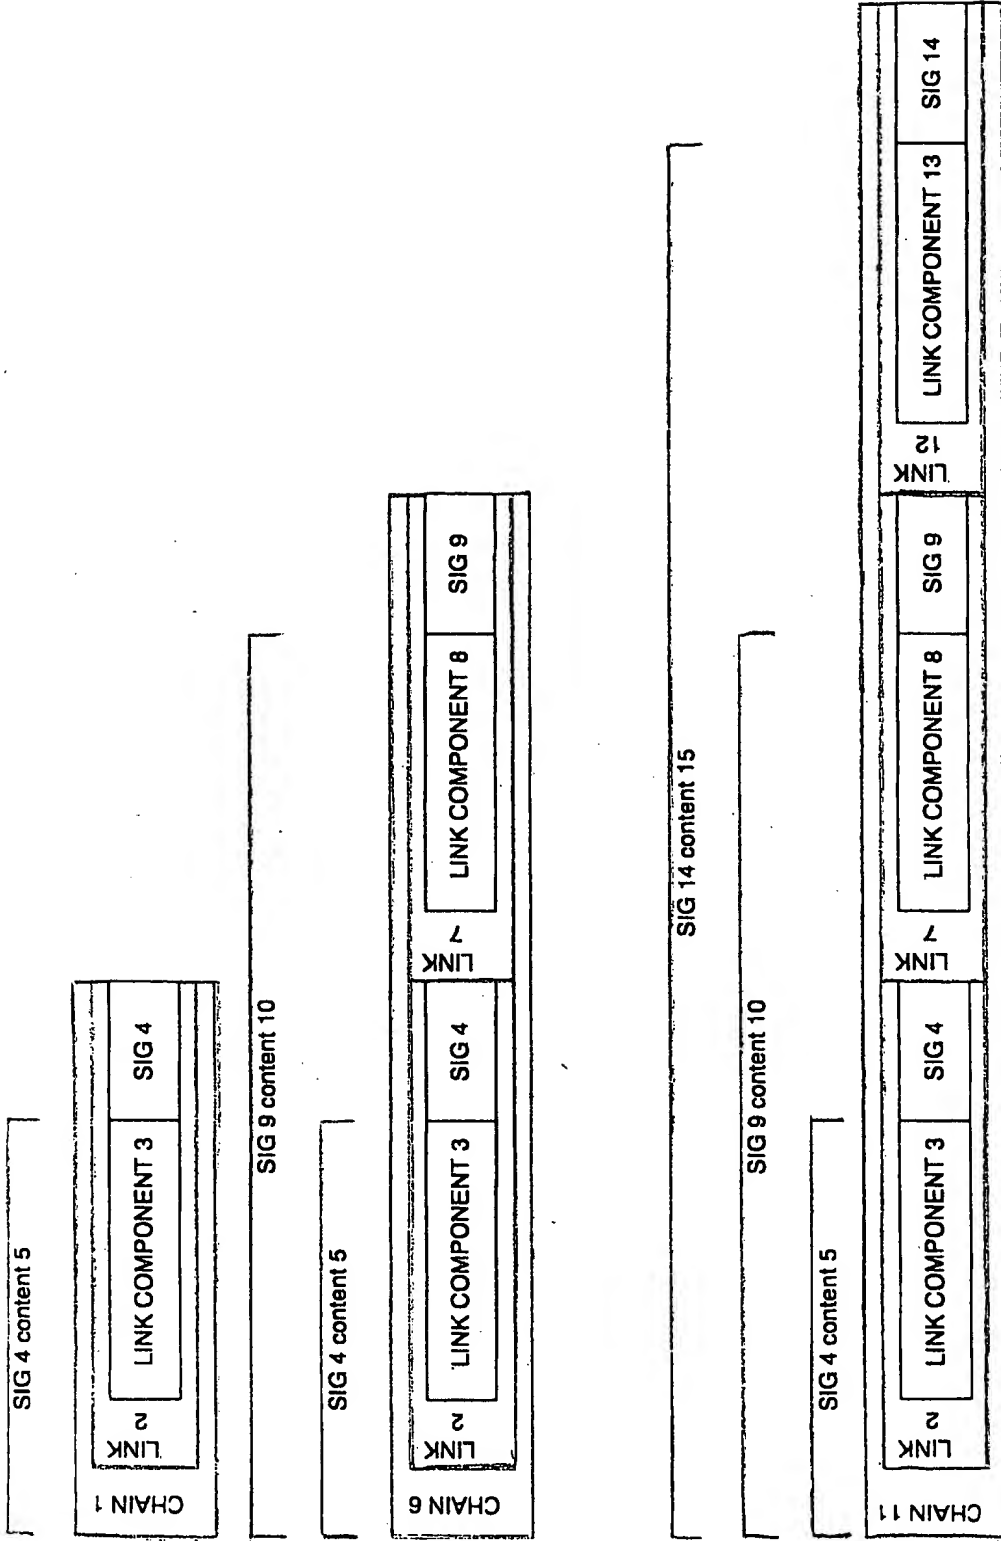 SIG 4 content 5
CHAIN 1
LINK
2
LINK COMPONENT 3
SIG 4
SIG 9 content 10
SIG 4 content 5
CHAIN 6
LINK
2
LINK COMPONENT 3
SIG 4
LINK
7
LINK COMPONENT 8
SIG 9
SIG 14 content 15
SIG 9 content 10
SIG 4 content 5
CHAIN 11
LINK
2
LINK COMPONENT 3
SIG 4
LINK
7
LINK COMPONENT 8
SIG 9
LINK
12
LINK COMPONENT 13
SIG 14